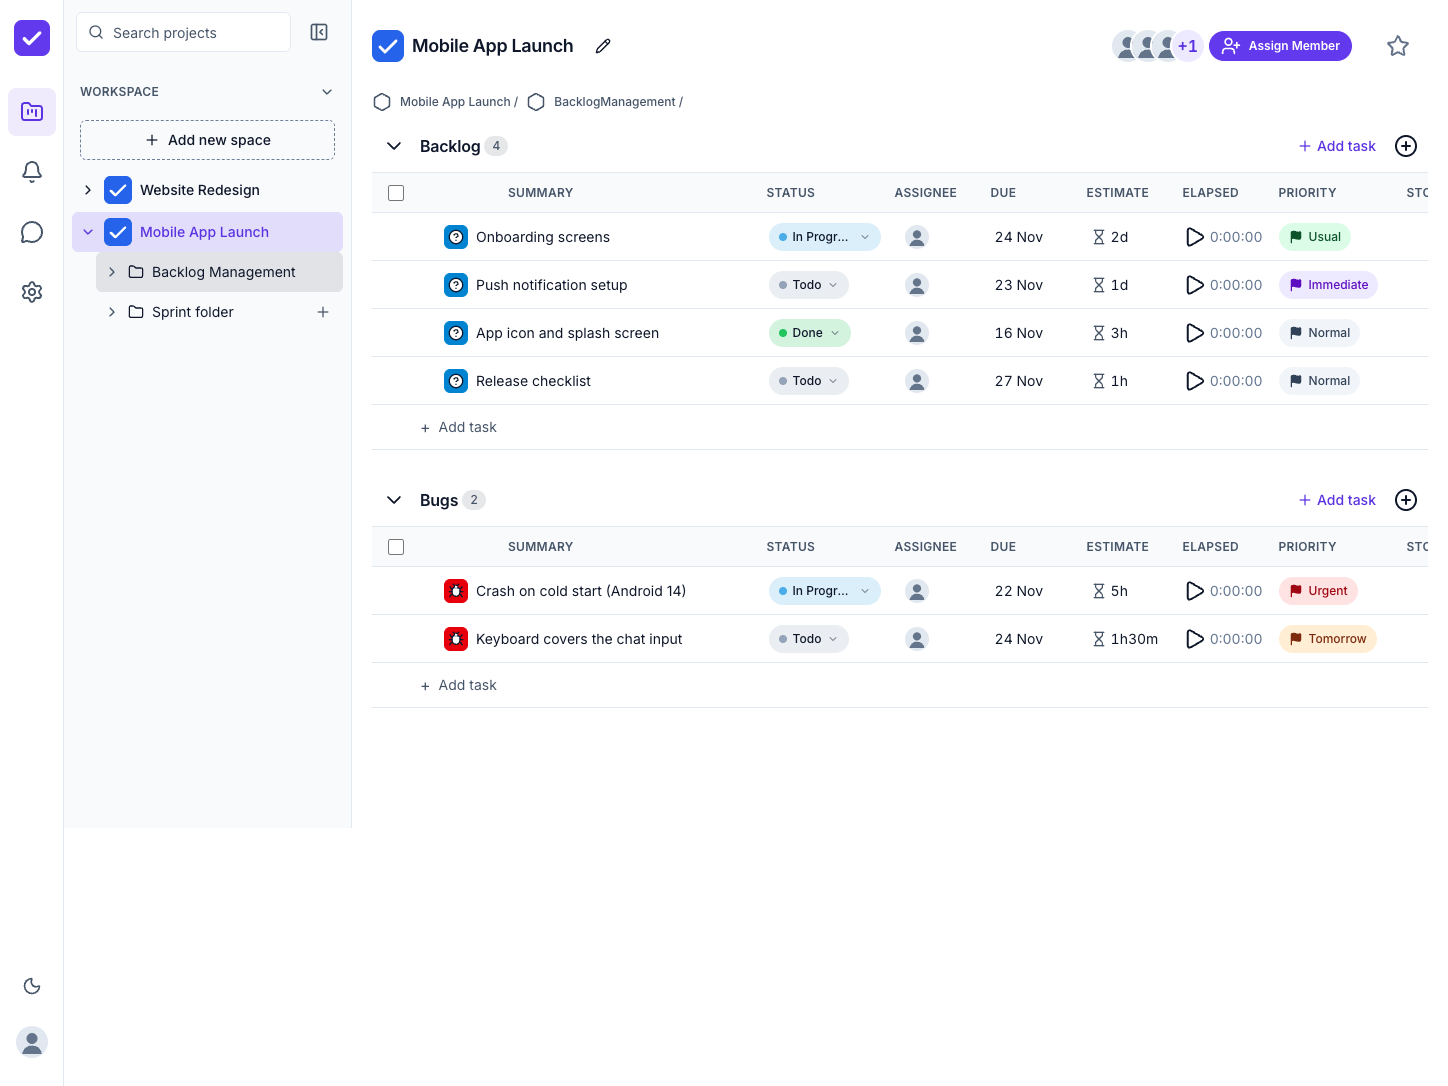 Search projects
WORKSPACE
Add new space
Website Redesign
Mobile App Launch
Backlog Management
Sprint folder
Mobile App Launch
+1
Assign Member
Mobile App Launch / BacklogManagement /
Backlog 4
+ Add task
SUMMARY STATUS ASSIGNEE DUE ESTIMATE ELAPSED PRIORITY STO
Onboarding screens In Progr... 24 Nov 2d 0:00:00 Usual
Push notification setup Todo 23 Nov 1d 0:00:00 Immediate
App icon and splash screen Done 16 Nov 3h 0:00:00 Normal
Release checklist Todo 27 Nov 1h 0:00:00 Normal
+ Add task
Bugs 2
+ Add task
SUMMARY STATUS ASSIGNEE DUE ESTIMATE ELAPSED PRIORITY STO
Crash on cold start (Android 14) In Progr... 22 Nov 5h 0:00:00 Urgent
Keyboard covers the chat input Todo 24 Nov 1h30m 0:00:00 Tomorrow
+ Add task